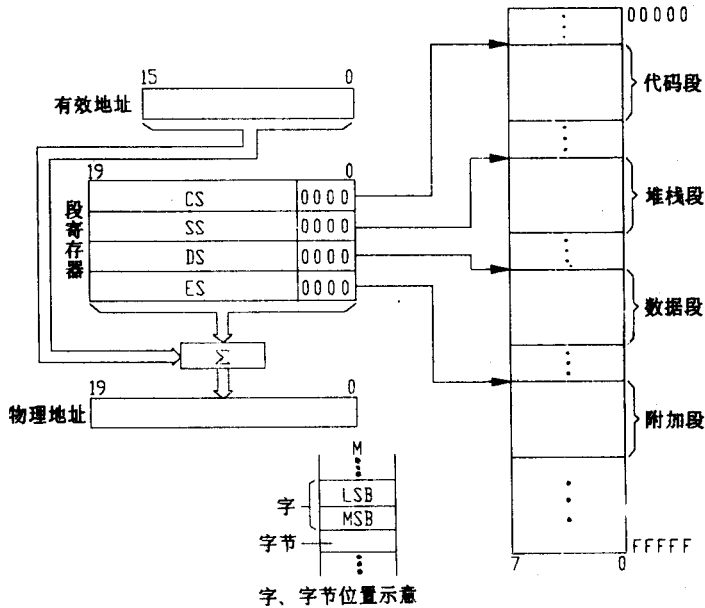 00000
代码段
堆栈段
数据段
附加段
FFFFF
7 0
15 0
有效地址
19 0
段寄存器
CS 0000
SS 0000
DS 0000
ES 0000
Σ
19 0
物理地址
M
字
LSB
MSB
字节
字、字节位置示意